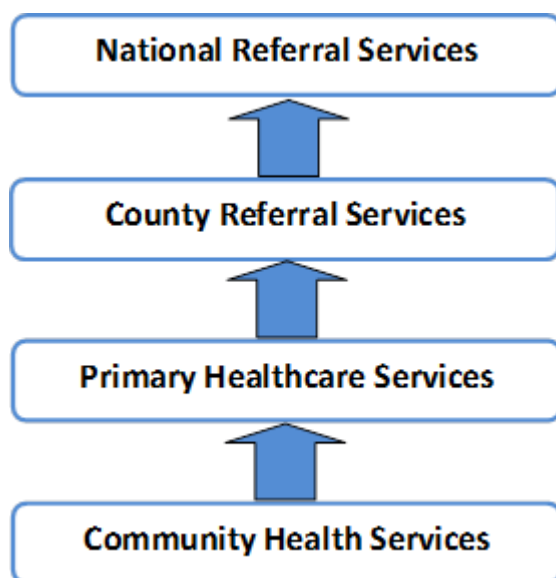 National Referral Services
County Referral Services
Primary Healthcare Services
Community Health Services